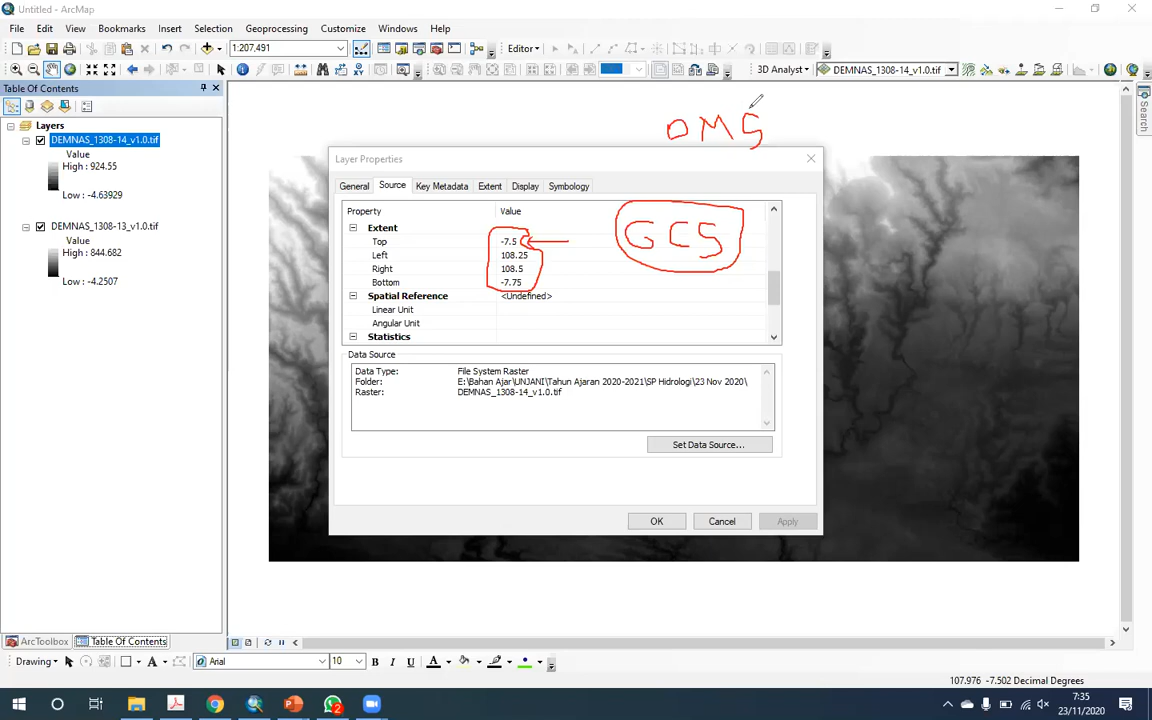 Untitled - ArcMap
File Edit View Bookmarks Insert Selection Geoprocessing Customize Windows Help
1:207,491
Editor
3D Analyst
DEMNAS_1308-14_v1.0.tif
Table Of Contents
Layers
DEMNAS_1308-14_v1.0.tif
Value
High : 924.55
Low : -4.63929
DEMNAS_1308-13_v1.0.tif
Value
High : 844.682
Low : -4.2507
DMS
Layer Properties
General Source Key Metadata Extent Display Symbology
Property Value
Extent
Top -7.5
Left 108.25
Right 108.5
Bottom -7.75
Spatial Reference <Undefined>
Linear Unit
Angular Unit
Statistics
GCS
Data Source
Data Type: File System Raster
Folder: E:\Bahan Ajar\UNJANI\Tahun Ajaran 2020-2021\SP Hidrologi\23 Nov 2020\
Raster: DEMNAS_1308-14_v1.0.tif
Set Data Source...
OK Cancel Apply
Search
ArcToolbox Table Of Contents
Drawing A Arial 10 B I U A
107.976 -7.502 Decimal Degrees
2
7:35
23/11/2020